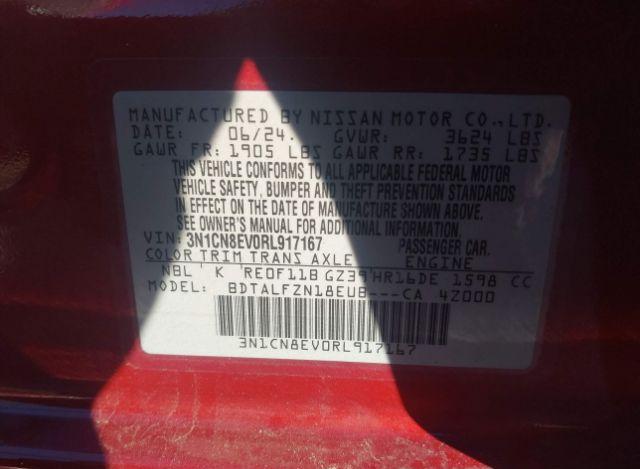 MANUFACTURED BY NISSAN MOTOR CO.,LTD.
DATE: 06/24. GVWR: 3624 LBS
GAWR FR: 1905 LBS GAWR RR: 1735 LBS
THIS VEHICLE CONFORMS TO ALL APPLICABLE FEDERAL MOTOR
VEHICLE SAFETY, BUMPER AND THEFT PREVENTION STANDARDS
IN EFFECT ON THE DATE OF MANUFACTURE SHOWN ABOVE.
SEE OWNER'S MANUAL FOR ADDITIONAL INFORMATION.
VIN: 3N1CN8EV0RL917167 PASSENGER CAR.
COLOR TRIM TRANS AXLE ENGINE
NBL K RE0F11B GZ39 HR16DE 1598 CC
MODEL: BDTALFZN18EUB---CA 4Z000
3N1CN8EV0RL917167